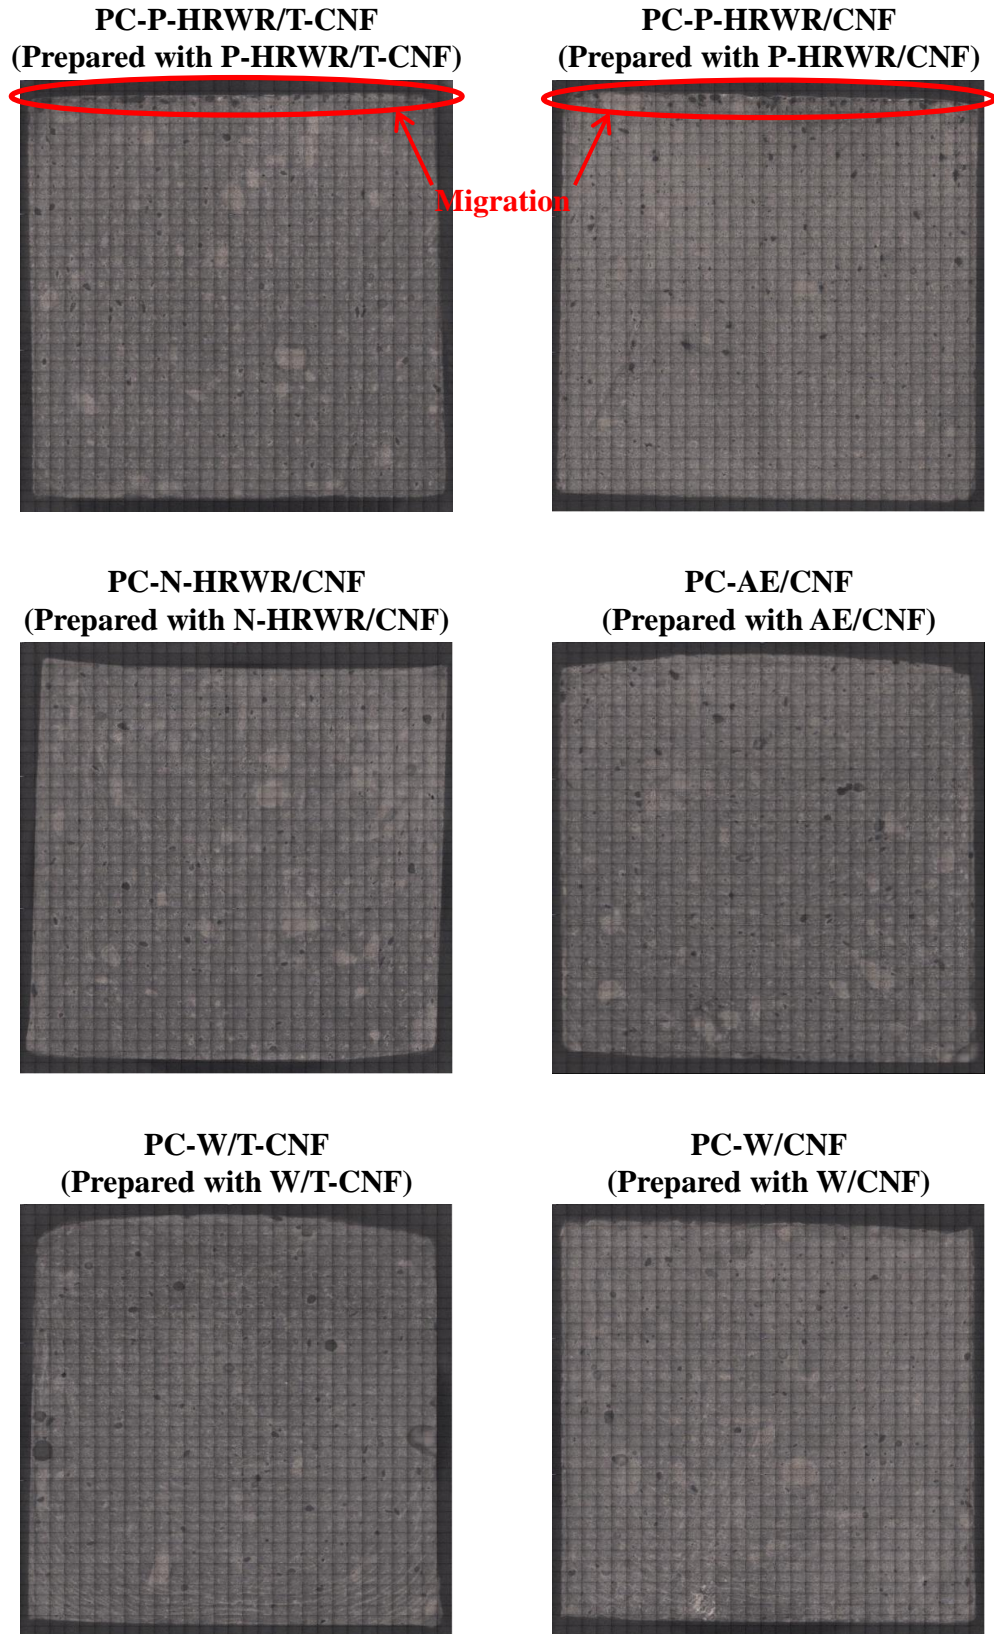 PC-P-HRWR/T-CNF
(Prepared with P-HRWR/T-CNF)
PC-P-HRWR/CNF
(Prepared with P-HRWR/CNF)
Migration
PC-N-HRWR/CNF
(Prepared with N-HRWR/CNF)
PC-AE/CNF
(Prepared with AE/CNF)
PC-W/T-CNF
(Prepared with W/T-CNF)
PC-W/CNF
(Prepared with W/CNF)